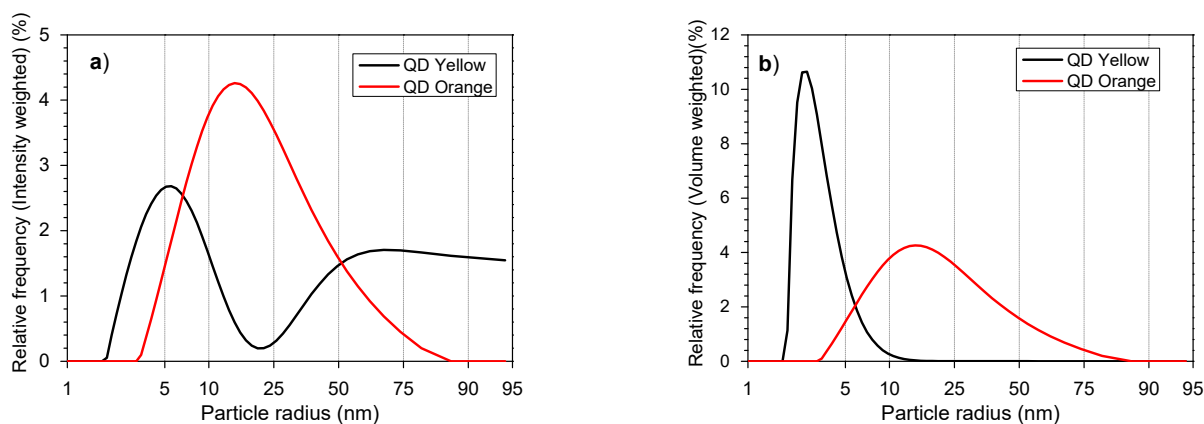 a)
QD Yellow
QD Orange
Relative frequency (Intensity weighted) (%)
5
4
3
2
1
0
1 5 10 25 50 75 90 95
Particle radius (nm)
b)
QD Yellow
QD Orange
Relative frequency (Volume weighted)(%)
12
10
8
6
4
2
0
1 5 10 25 50 75 90 95
Particle radius (nm)